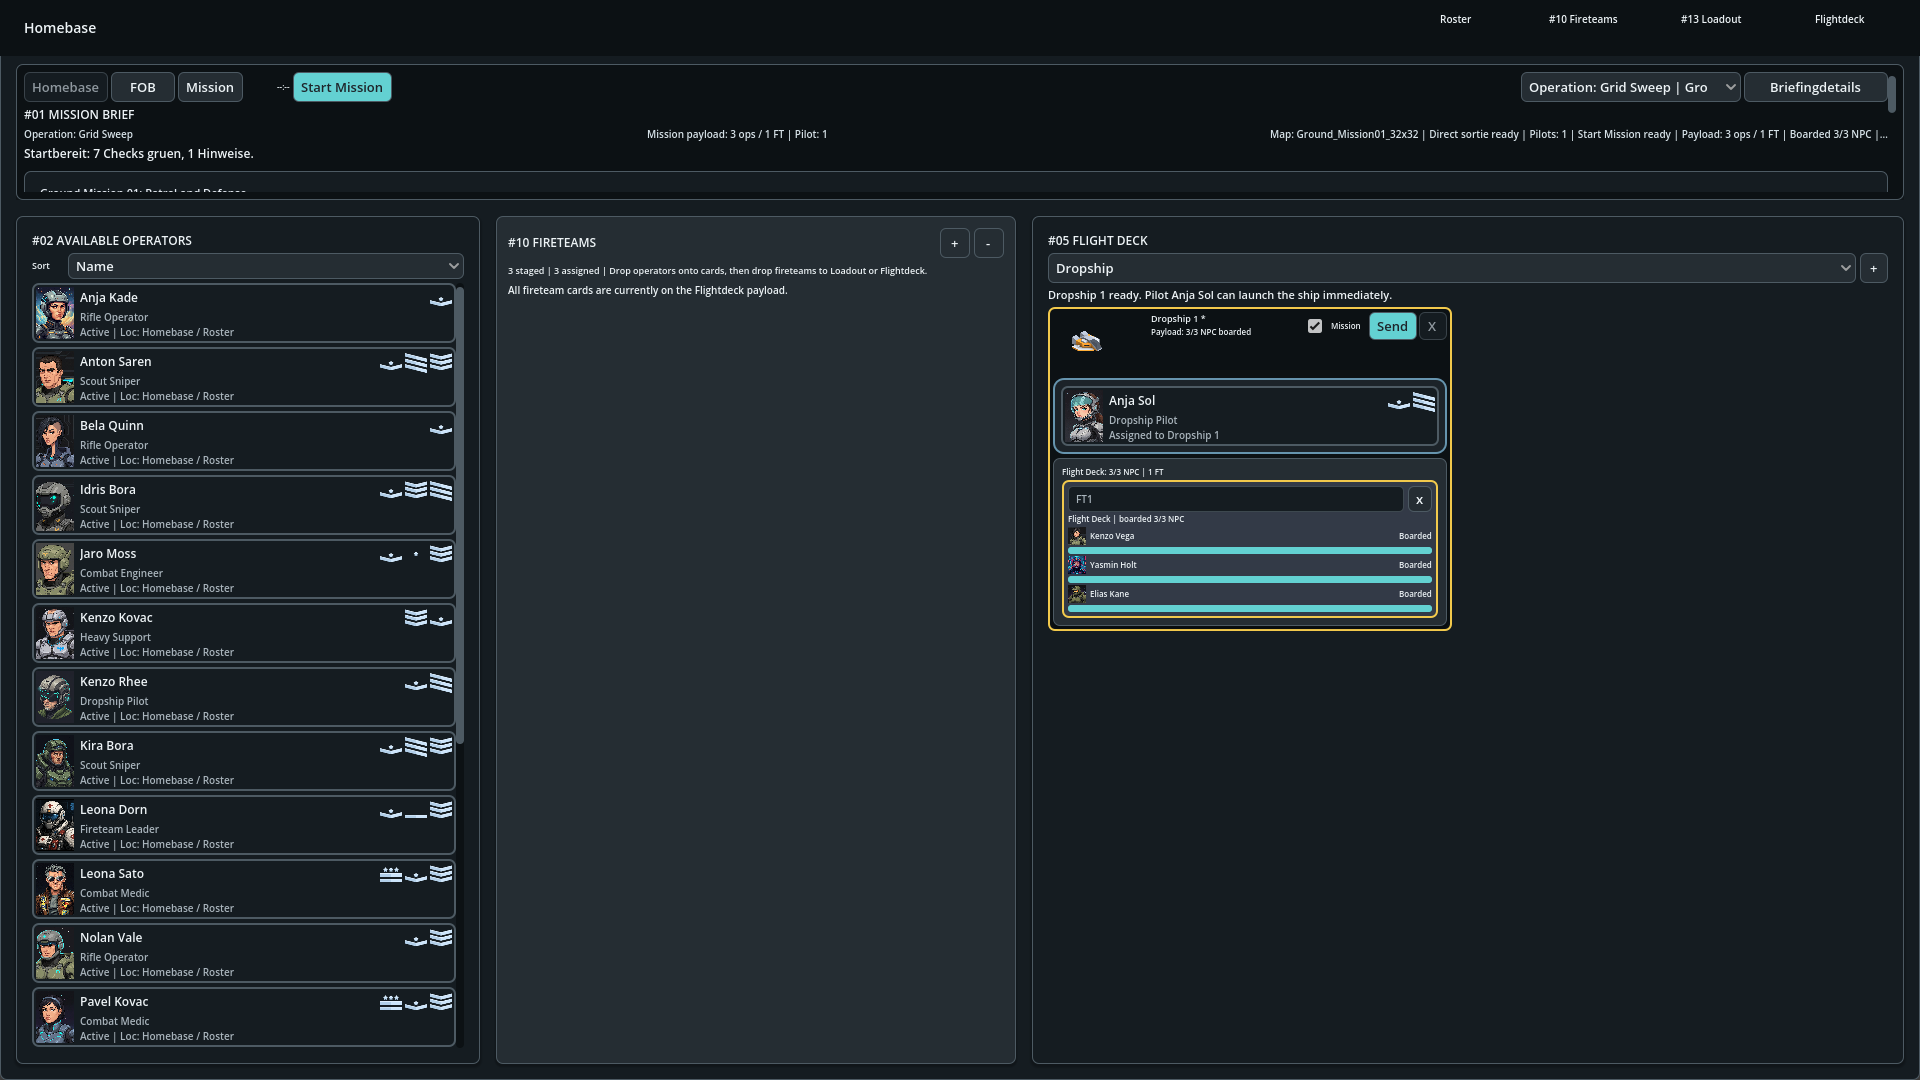 Homebase
Roster
#10 Fireteams
#13 Loadout
Flightdeck
Homebase
FOB
Mission
--:--
Start Mission
Operation: Grid Sweep | Gro
Briefingdetails
#01 MISSION BRIEF
Operation: Grid Sweep
Mission payload: 3 ops / 1 FT | Pilot: 1
Map: Ground_Mission01_32x32 | Direct sortie ready | Pilots: 1 | Start Mission ready | Payload: 3 ops / 1 FT | Boarded 3/3 NPC |...
Startbereit: 7 Checks gruen, 1 Hinweise.
Ground Mission 01: Patrol and Defense
#02 AVAILABLE OPERATORS
Sort
Name
Anja Kade
Rifle Operator
Active | Loc: Homebase / Roster
Anton Saren
Scout Sniper
Active | Loc: Homebase / Roster
Bela Quinn
Rifle Operator
Active | Loc: Homebase / Roster
Idris Bora
Scout Sniper
Active | Loc: Homebase / Roster
Jaro Moss
Combat Engineer
Active | Loc: Homebase / Roster
Kenzo Kovac
Heavy Support
Active | Loc: Homebase / Roster
Kenzo Rhee
Dropship Pilot
Active | Loc: Homebase / Roster
Kira Bora
Scout Sniper
Active | Loc: Homebase / Roster
Leona Dorn
Fireteam Leader
Active | Loc: Homebase / Roster
Leona Sato
Combat Medic
Active | Loc: Homebase / Roster
Nolan Vale
Rifle Operator
Active | Loc: Homebase / Roster
Pavel Kovac
Combat Medic
Active | Loc: Homebase / Roster
#10 FIRETEAMS
+
-
3 staged | 3 assigned | Drop operators onto cards, then drop fireteams to Loadout or Flightdeck.
All fireteam cards are currently on the Flightdeck payload.
#05 FLIGHT DECK
Dropship
+
Dropship 1 ready. Pilot Anja Sol can launch the ship immediately.
Dropship 1 *
Payload: 3/3 NPC boarded
Mission
Send
X
Anja Sol
Dropship Pilot
Assigned to Dropship 1
Flight Deck: 3/3 NPC | 1 FT
FT1
x
Flight Deck | boarded 3/3 NPC
Kenzo Vega
Boarded
Yasmin Holt
Boarded
Elias Kane
Boarded